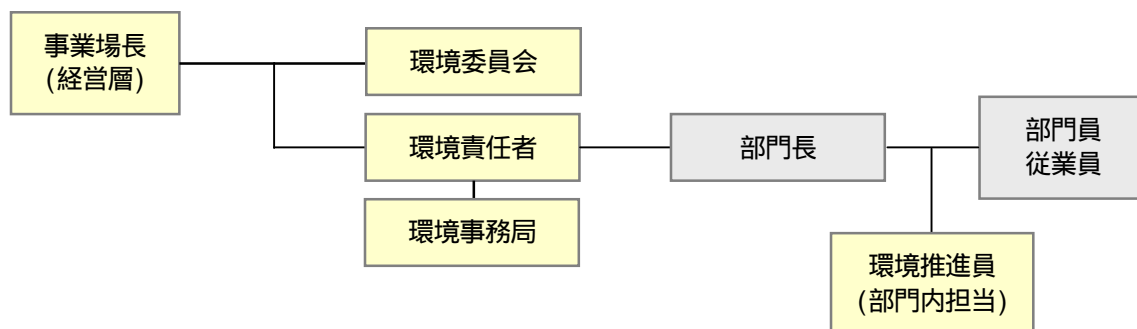 事業場長
(経営層)
環境委員会
環境責任者
環境事務局
部門長
部門員
従業員
環境推進員
(部門内担当)